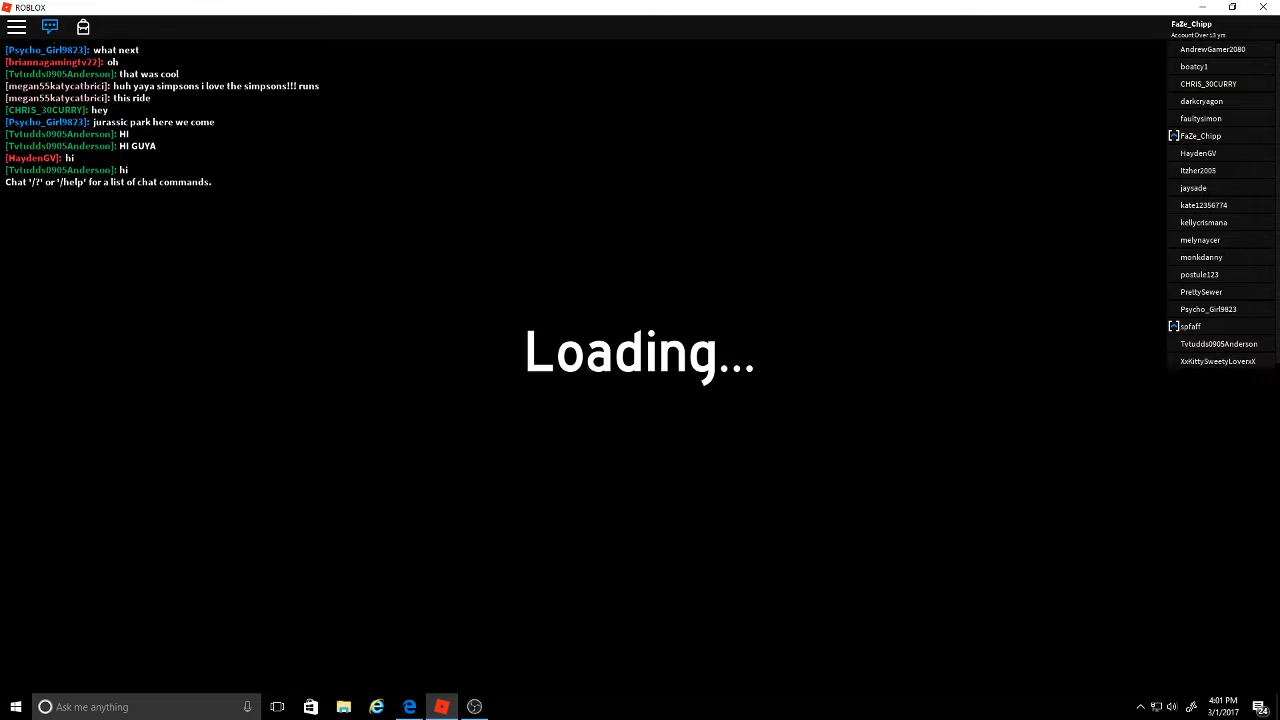 ROBLOX
FaZe_Chipp
Account Over 13 yrs
[Psycho_Girl9823]: what next
[briannagamingtv22]: oh
[Tvtudds0905Anderson]: that was cool
[megan55katycatbrici]: huh yaya simpsons i love the simpsons!!! runs
[megan55katycatbrici]: this ride
[CHRIS_30CURRY]: hey
[Psycho_Girl9823]: jurassic park here we come
[Tvtudds0905Anderson]: HI
[Tvtudds0905Anderson]: HI GUYA
[HaydenGV]: hi
[Tvtudds0905Anderson]: hi
Chat '/?' or '/help' for a list of chat commands.
AndrewGamer2080
boatcy1
CHRIS_30CURRY
darkcryagon
faultysimon
FaZe_Chipp
HaydenGV
Itzher2005
jaysade
kate12356774
kellycrismana
melynaycer
monkdanny
postule123
PrettySewer
Psycho_Girl9823
spfaff
Tvtudds0905Anderson
XxKittySweetyLoverxX
Loading...
Ask me anything
4:01 PM
3/1/2017
24